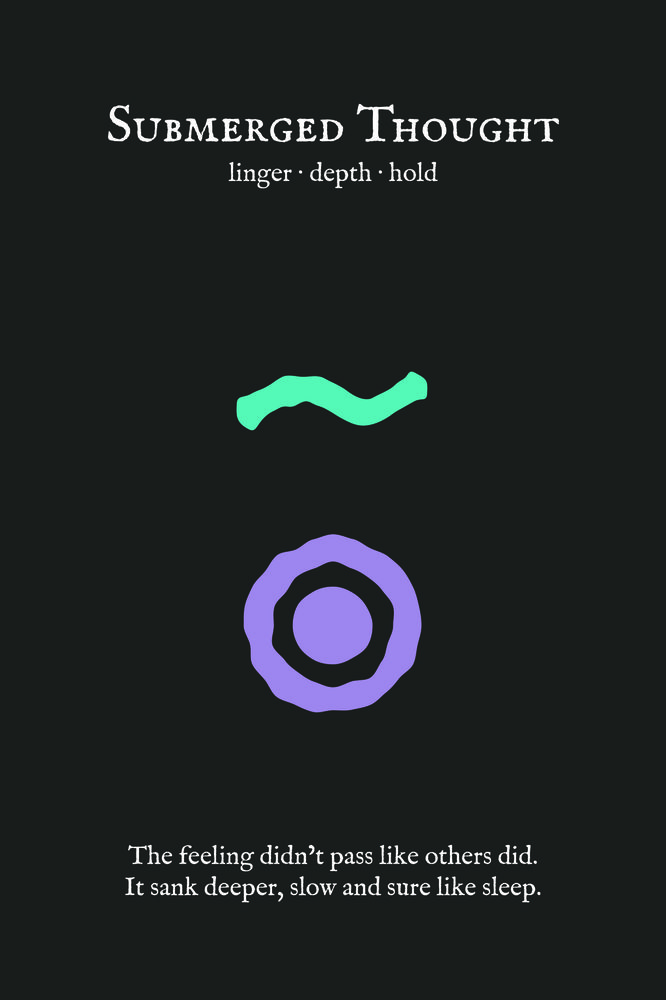 Submerged Thought
linger · depth · hold
The feeling didn’t pass like others did.
It sank deeper, slow and sure like sleep.